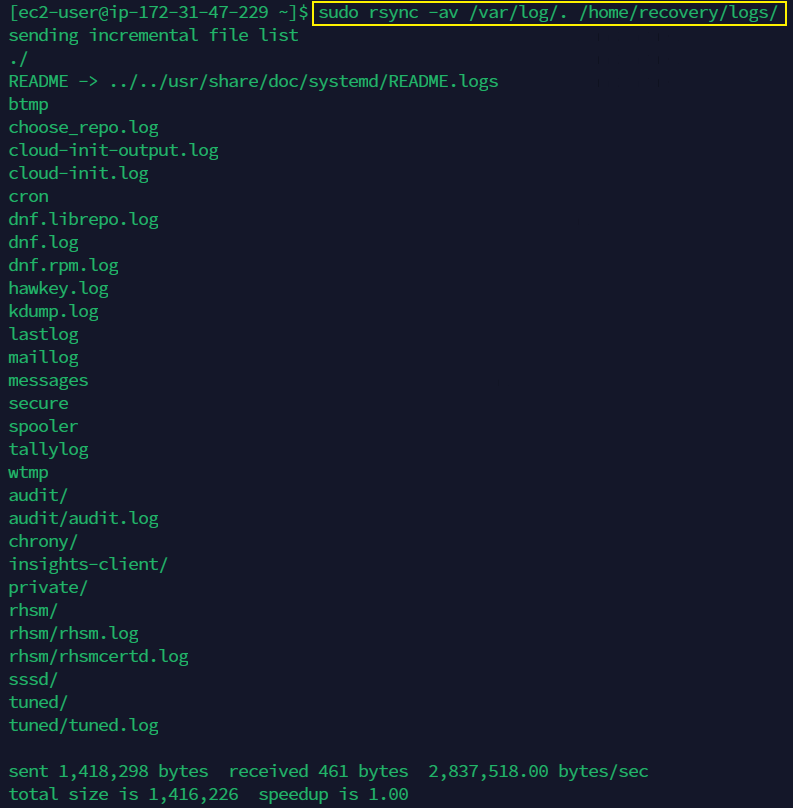 [ec2-user@ip-172-31-47-229 ~]$ sudo rsync -av /var/log/. /home/recovery/logs/
sending incremental file list
./
README -> ../../usr/share/doc/systemd/README.logs
btmp
choose_repo.log
cloud-init-output.log
cloud-init.log
cron
dnf.librepo.log
dnf.log
dnf.rpm.log
hawkey.log
kdump.log
lastlog
maillog
messages
secure
spooler
tallylog
wtmp
audit/
audit/audit.log
chrony/
insights-client/
private/
rhsm/
rhsm/rhsm.log
rhsm/rhsmcertd.log
sssd/
tuned/
tuned/tuned.log
sent 1,418,298 bytes  received 461 bytes  2,837,518.00 bytes/sec
total size is 1,416,226  speedup is 1.00